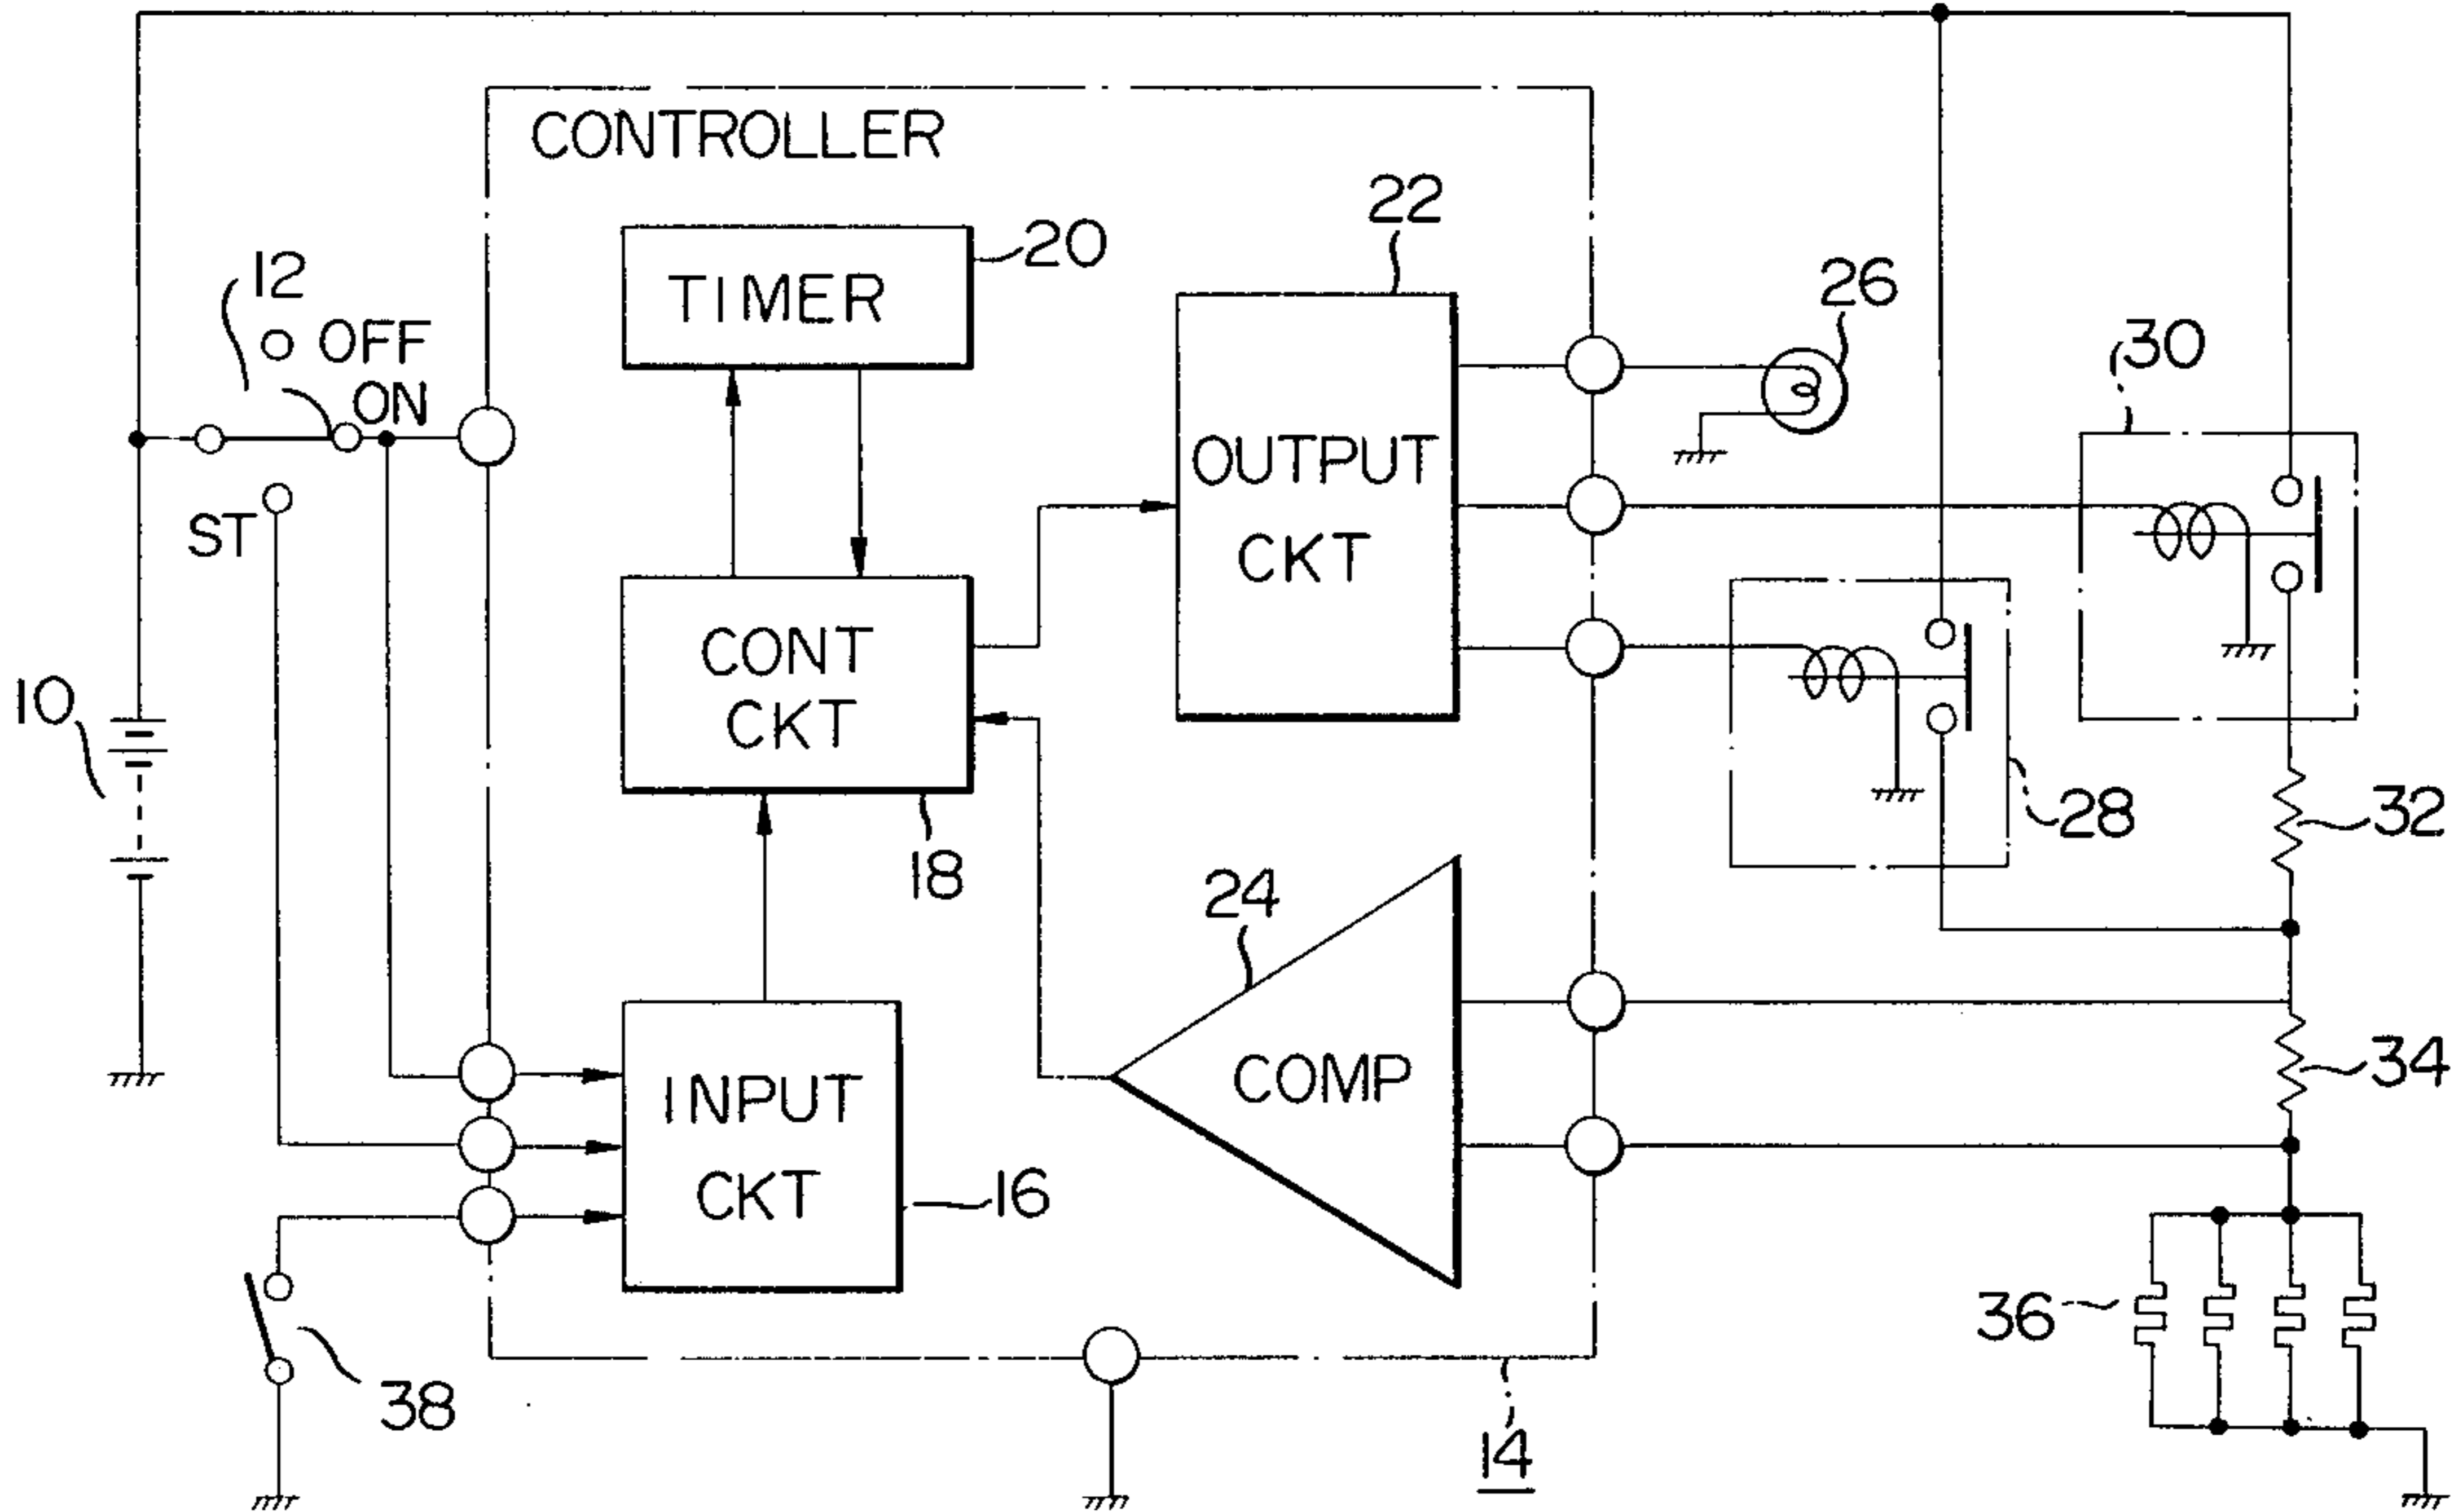 CONTROLLER
22
20
TIMER
12
OFF
ON
26
30
OUTPUT
CKT
ST
CONT
CKT
10
28
32
18
24
COMP
34
INPUT
CKT
16
36
38
14